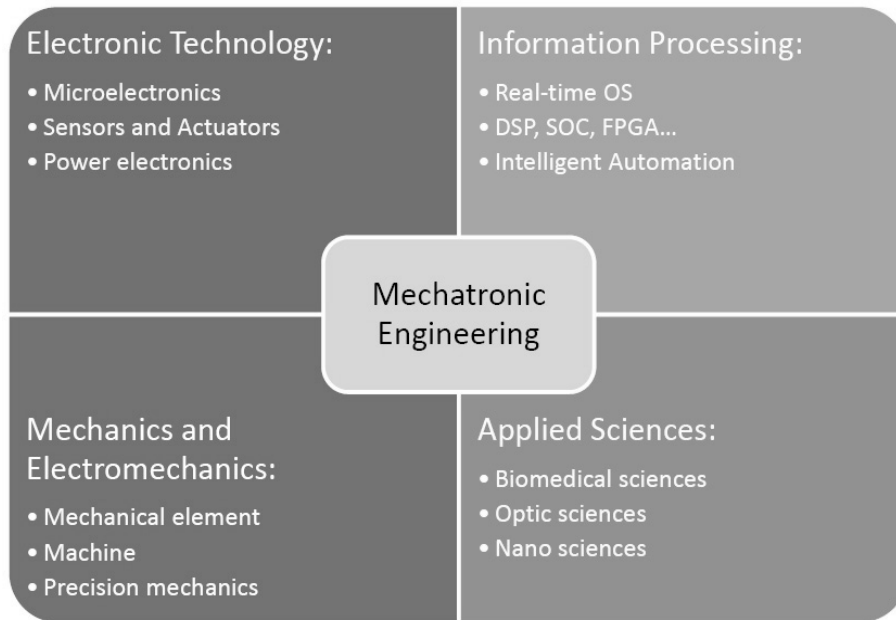 Electronic Technology:
• Microelectronics
• Sensors and Actuators
• Power electronics
Information Processing:
• Real-time OS
• DSP, SOC, FPGA...
• Intelligent Automation
Mechatronic
Engineering
Mechanics and
Electromechanics:
• Mechanical element
• Machine
• Precision mechanics
Applied Sciences:
• Biomedical sciences
• Optic sciences
• Nano sciences